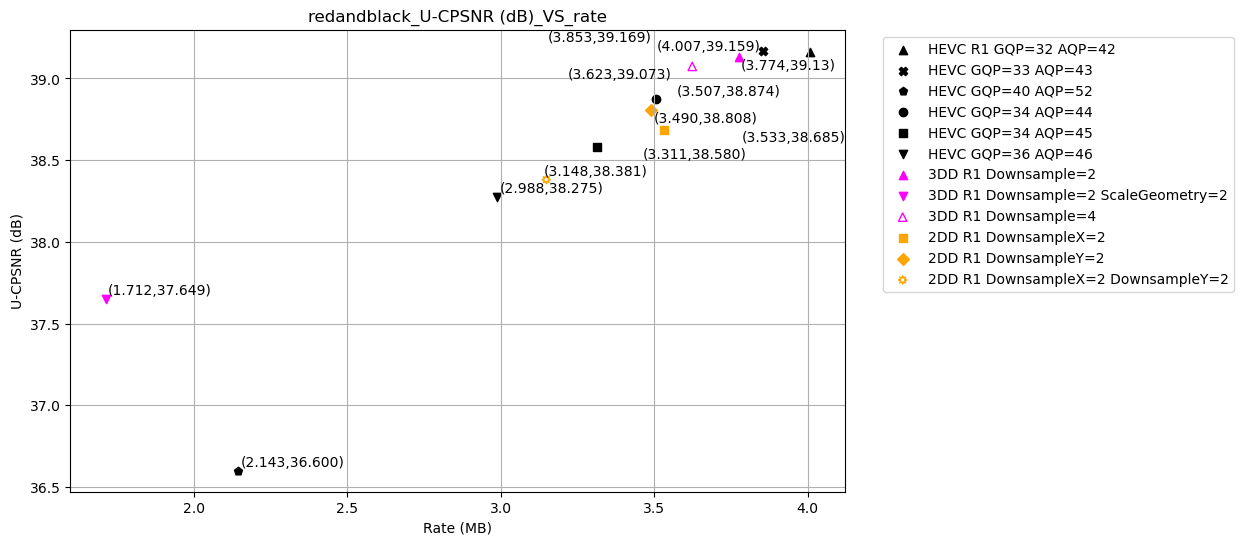 redandblack_U-CPSNR (dB)_VS_rate
(3.853,39.169)
(4.007,39.159)
(3.774,39.13)
(3.623,39.073)
(3.507,38.874)
(3.490,38.808)
(3.533,38.685)
(3.311,38.580)
(3.148,38.381)
(2.988,38.275)
(1.712,37.649)
(2.143,36.600)
39.0
38.5
38.0
37.5
37.0
36.5
U-CPSNR (dB)
2.0
2.5
3.0
3.5
4.0
Rate (MB)
HEVC R1 GQP=32 AQP=42
HEVC GQP=33 AQP=43
HEVC GQP=40 AQP=52
HEVC GQP=34 AQP=44
HEVC GQP=34 AQP=45
HEVC GQP=36 AQP=46
3DD R1 Downsample=2
3DD R1 Downsample=2 ScaleGeometry=2
3DD R1 Downsample=4
2DD R1 DownsampleX=2
2DD R1 DownsampleY=2
2DD R1 DownsampleX=2 DownsampleY=2